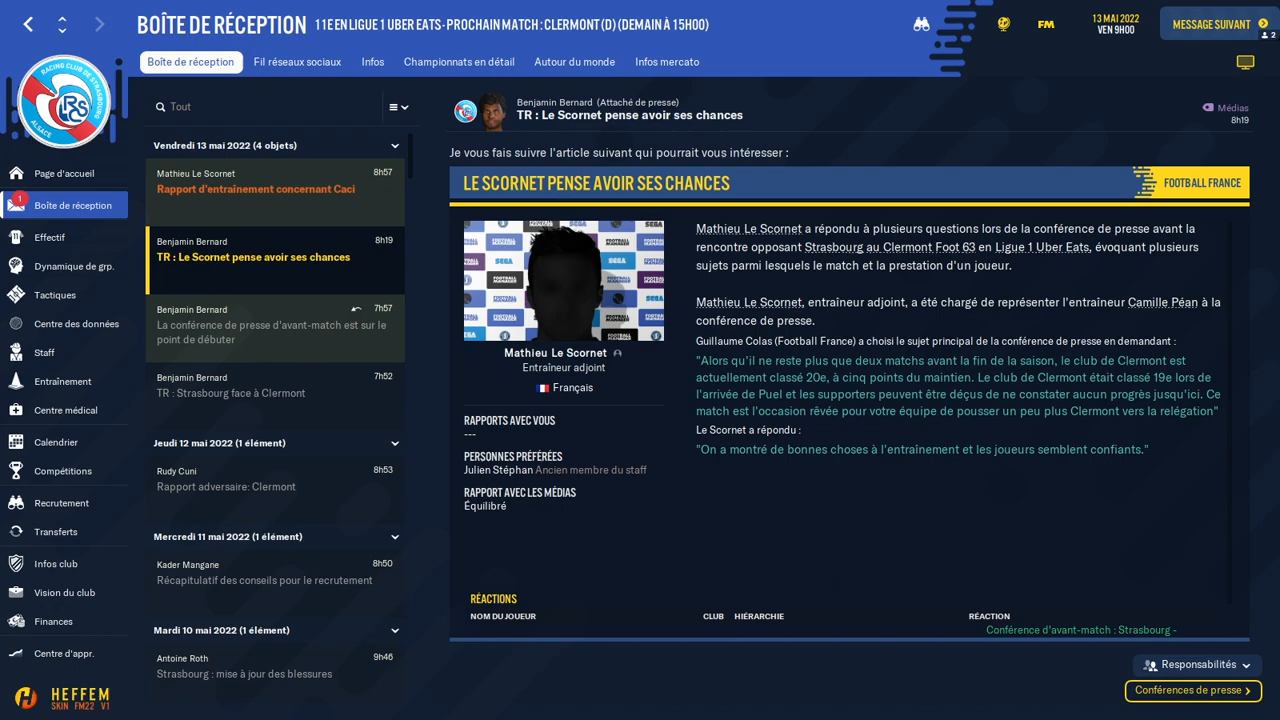 BOÎTE DE RÉCEPTION 11E EN LIGUE 1 UBER EATS - PROCHAIN MATCH : CLERMONT (D) (DEMAIN À 15H00)
FM
13 MAI 2022
VEN 9H00
MESSAGE SUIVANT
2
Boîte de réception Fil réseaux sociaux Infos Championnats en détail Autour du monde Infos mercato
RACING CLUB DE STRASBOURG
RCS
ALSACE
Page d'accueil
1
Boîte de réception
Effectif
Dynamique de grp.
Tactiques
Centre des données
Staff
Entraînement
Centre médical
Calendrier
Compétitions
Recrutement
Transferts
Infos club
Vision du club
Finances
Centre d'appr.
HEFFEM
SKIN FM22 V1
Tout
Vendredi 13 mai 2022 (4 objets)
Mathieu Le Scornet 8h57
Rapport d'entraînement concernant Caci
Benjamin Bernard 8h19
TR : Le Scornet pense avoir ses chances
Benjamin Bernard 7h57
La conférence de presse d'avant-match est sur le
point de débuter
Benjamin Bernard 7h52
TR : Strasbourg face à Clermont
Jeudi 12 mai 2022 (1 élément)
Rudy Cuni 8h53
Rapport adversaire: Clermont
Mercredi 11 mai 2022 (1 élément)
Kader Mangane 8h50
Récapitulatif des conseils pour le recrutement
Mardi 10 mai 2022 (1 élément)
Antoine Roth 9h46
Strasbourg : mise à jour des blessures
Benjamin Bernard (Attaché de presse)
TR : Le Scornet pense avoir ses chances
Médias
8h19
Je vous fais suivre l'article suivant qui pourrait vous intéresser :
LE SCORNET PENSE AVOIR SES CHANCES
FOOTBALL FRANCE
Mathieu Le Scornet
Entraîneur adjoint
Français
RAPPORTS AVEC VOUS
---
PERSONNES PRÉFÉRÉES
Julien Stéphan Ancien membre du staff
RAPPORT AVEC LES MÉDIAS
Équilibré
Mathieu Le Scornet a répondu à plusieurs questions lors de la conférence de presse avant la
rencontre opposant Strasbourg au Clermont Foot 63 en Ligue 1 Uber Eats, évoquant plusieurs
sujets parmi lesquels le match et la prestation d'un joueur.
Mathieu Le Scornet, entraîneur adjoint, a été chargé de représenter l'entraîneur Camille Péan à la
conférence de presse.
Guillaume Colas (Football France) a choisi le sujet principal de la conférence de presse en demandant :
"Alors qu'il ne reste plus que deux matchs avant la fin de la saison, le club de Clermont est
actuellement classé 20e, à cinq points du maintien. Le club de Clermont était classé 19e lors de
l'arrivée de Puel et les supporters peuvent être déçus de ne constater aucun progrès jusqu'ici. Ce
match est l'occasion rêvée pour votre équipe de pousser un peu plus Clermont vers la relégation"
Le Scornet a répondu :
"On a montré de bonnes choses à l'entraînement et les joueurs semblent confiants."
RÉACTIONS
NOM DU JOUEUR CLUB HIÉRARCHIE RÉACTION
Conférence d'avant-match : Strasbourg -
Responsabilités
Conférences de presse